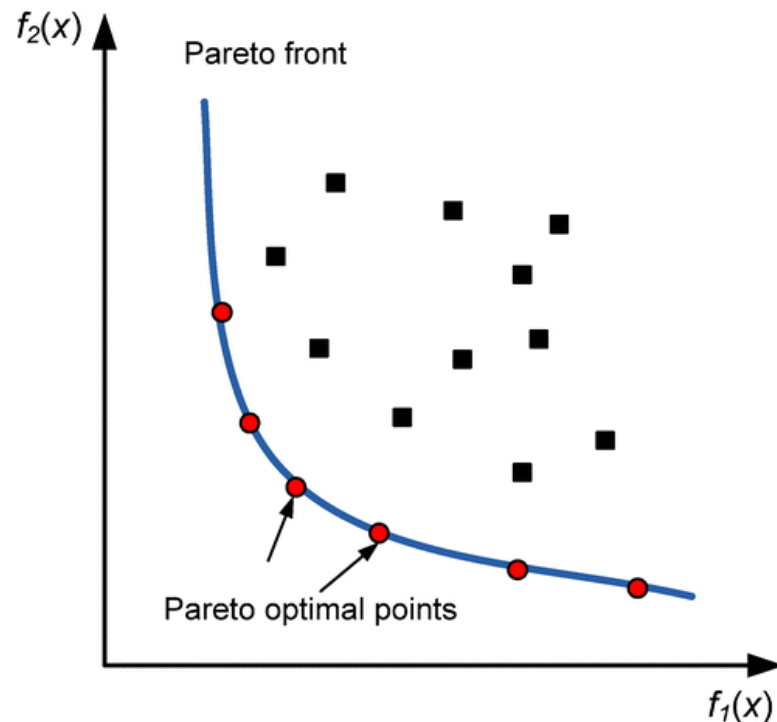 f₂(x)
Pareto front
Pareto optimal points
f₁(x)